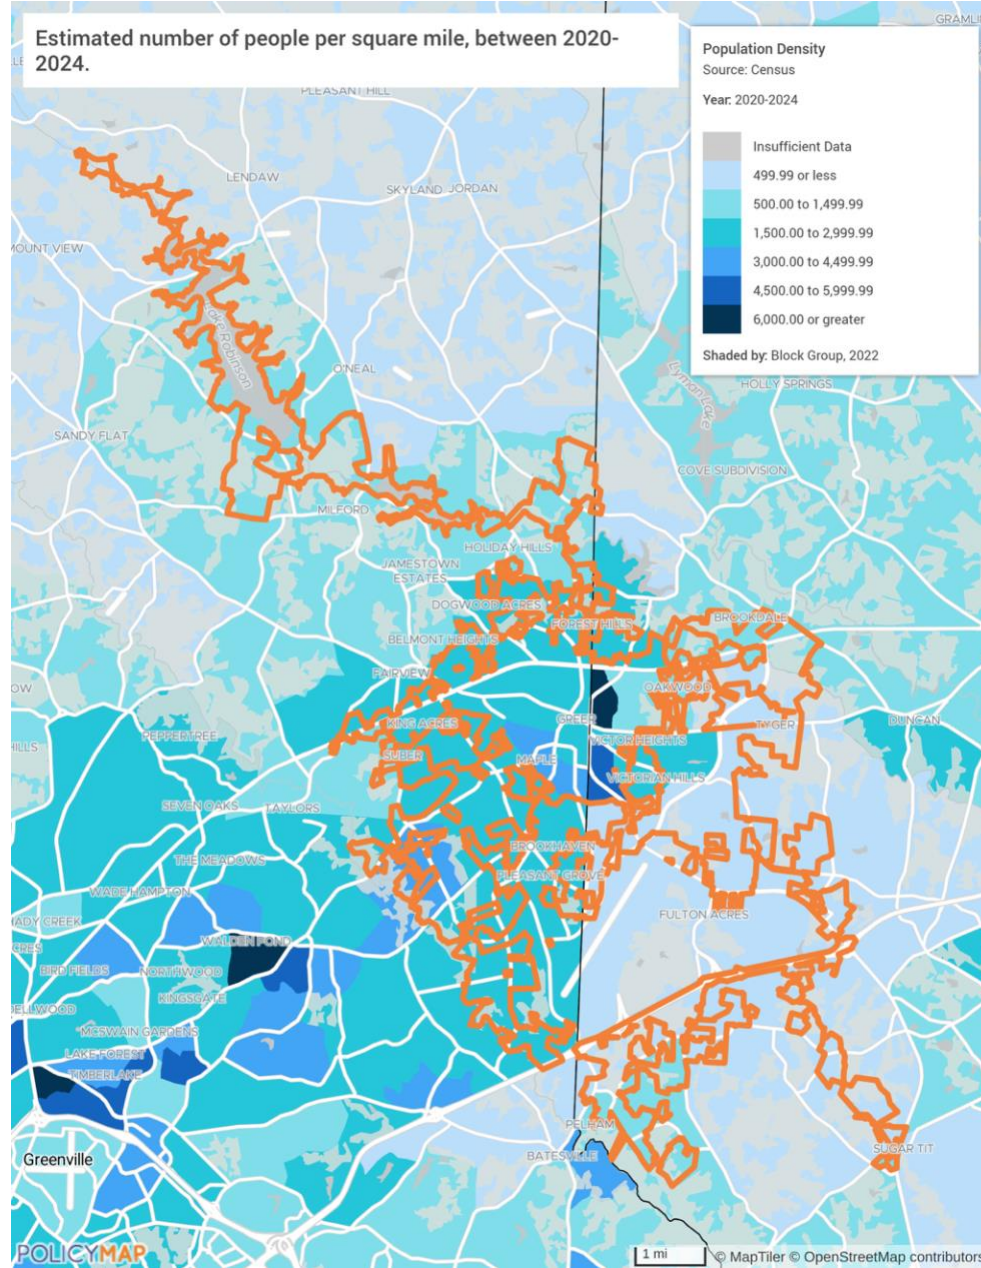 Estimated number of people per square mile, between 2020-
2024.
Population Density
Source: Census
Year: 2020-2024
Insufficient Data
499.99 or less
500.00 to 1,499.99
1,500.00 to 2,999.99
3,000.00 to 4,499.99
4,500.00 to 5,999.99
6,000.00 or greater
Shaded by: Block Group, 2022
PLEASANT HILL
LENDAW
SKYLAND JORDAN
MOUNT VIEW
Lake Robinson
O'NEAL
Lyman Lake
HOLLY SPRINGS
SANDY FLAT
COVE SUBDIVISION
MILFORD
HOLIDAY HILLS
JAMESTOWN
ESTATES
DOGWOOD ACRES
FOREST HILLS
BROOKDALE
BELMONT HEIGHTS
FAIRVIEW
OAKWOOD
KING ACRES
GREER
TYGER
DUNCAN
PEPPERTREE
VICTOR HEIGHTS
SUBER
MAPLE
VICTORIAN HILLS
SEVEN OAKS
TAYLORS
BROOKHAVEN
THE MEADOWS
PLEASANT GROVE
WADE HAMPTON
FULTON ACRES
HADY CREEK
WALDEN POND
CRES
BIRD FIELDS
NORTHWOOD
KINGSGATE
DELLWOOD
MCSWAIN GARDENS
LAKE FOREST
TIMBERLAKE
PELHAM
BATESVILLE
SUGAR TIT
Greenville
POLICYMAP
1 mi
© MapTiler © OpenStreetMap contributors